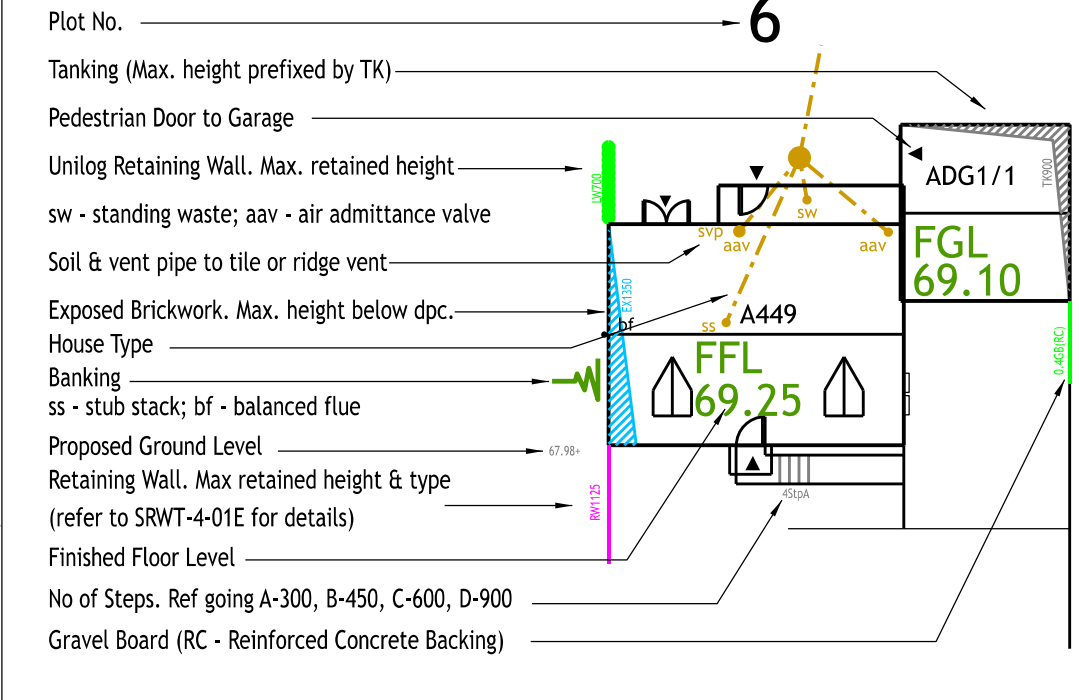 Plot No.
6
Tanking (Max. height prefixed by TK)
Pedestrian Door to Garage
Unilog Retaining Wall. Max. retained height
sw - standing waste; aav - air admittance valve
Soil & vent pipe to tile or ridge vent
Exposed Brickwork. Max. height below dpc.
House Type
Banking
ss - stub stack; bf - balanced flue
Proposed Ground Level
Retaining Wall. Max retained height & type
(refer to SRWT-4-01E for details)
Finished Floor Level
No of Steps. Ref going A-300, B-450, C-600, D-900
Gravel Board (RC - Reinforced Concrete Backing)
LW700
ADG1/1
TK900
sw
svp
aav
aav
FGL
69.10
EX1350
bf
ss
A449
0.4GB(RC)
FFL
69.25
67.98+
RW1125
4StpA